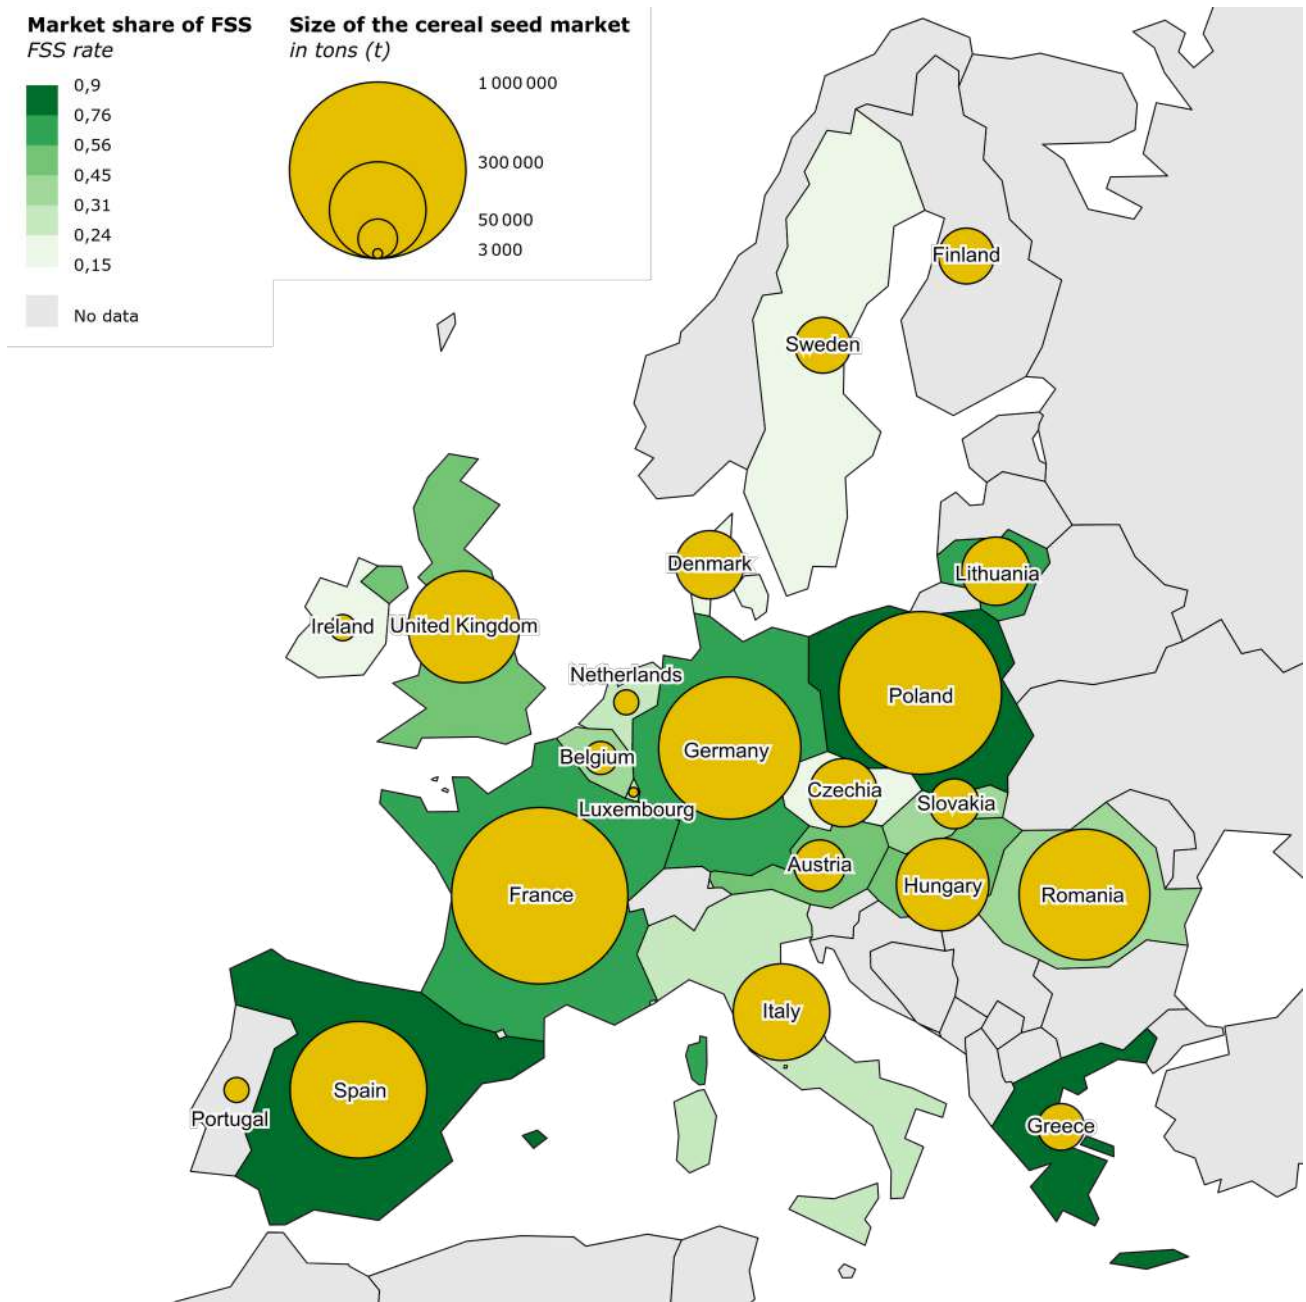 Market share of FSS
FSS rate
0,9
0,76
0,56
0,45
0,31
0,24
0,15
No data
Size of the cereal seed market
in tons (t)
1 000 000
300 000
50 000
3 000
Finland
Sweden
Denmark
Lithuania
Ireland
United Kingdom
Netherlands
Poland
Germany
Belgium
Czechia
Slovakia
Luxembourg
Austria
Hungary
France
Romania
Italy
Spain
Portugal
Greece